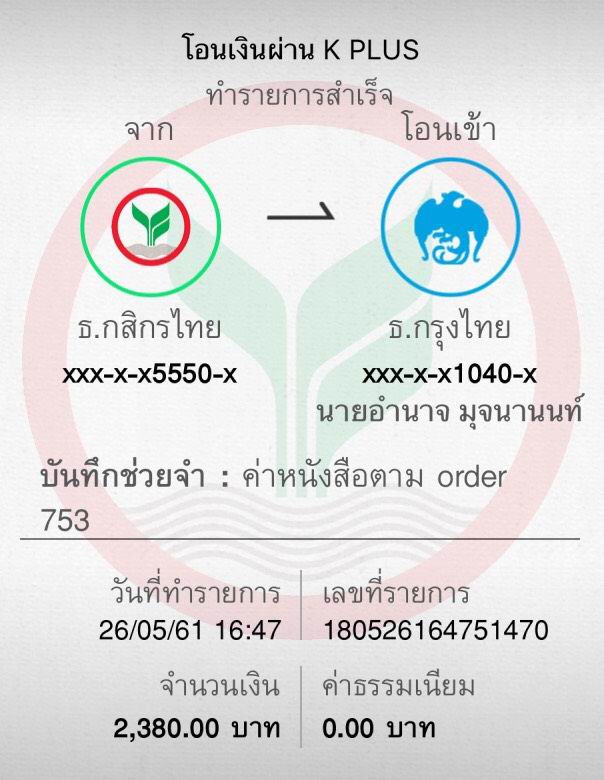 โอนเงินผ่าน K PLUS
ทำรายการสำเร็จ
จาก
โอนเข้า
ธ.กสิกรไทย
ธ.กรุงไทย
xxx-x-x5550-x
xxx-x-x1040-x
นายอำนาจ มุจนานนท์
บันทึกช่วยจำ : ค่าหนังสือตาม order
753
วันที่ทำรายการ
เลขที่รายการ
26/05/61 16:47
180526164751470
จำนวนเงิน
ค่าธรรมเนียม
2,380.00 บาท
0.00 บาท